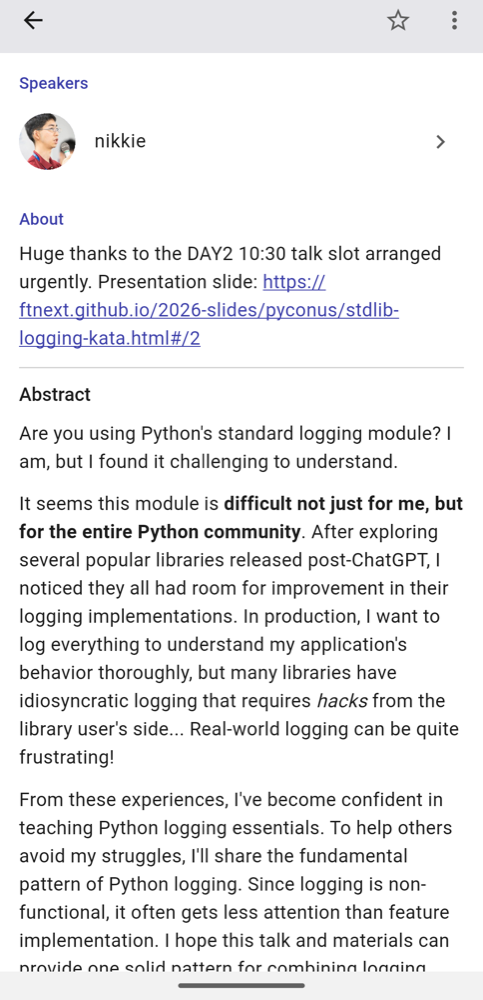 Speakers
nikkie
About
Huge thanks to the DAY2 10:30 talk slot arranged
urgently. Presentation slide: https://
ftnext.github.io/2026-slides/pyconus/stdlib-
logging-kata.html#/2
Abstract
Are you using Python's standard logging module? I
am, but I found it challenging to understand.
It seems this module is difficult not just for me, but
for the entire Python community. After exploring
several popular libraries released post-ChatGPT, I
noticed they all had room for improvement in their
logging implementations. In production, I want to
log everything to understand my application's
behavior thoroughly, but many libraries have
idiosyncratic logging that requires hacks from the
library user's side... Real-world logging can be quite
frustrating!
From these experiences, I've become confident in
teaching Python logging essentials. To help others
avoid my struggles, I'll share the fundamental
pattern of Python logging. Since logging is non-
functional, it often gets less attention than feature
implementation. I hope this talk and materials can
provide one solid pattern for combining logging